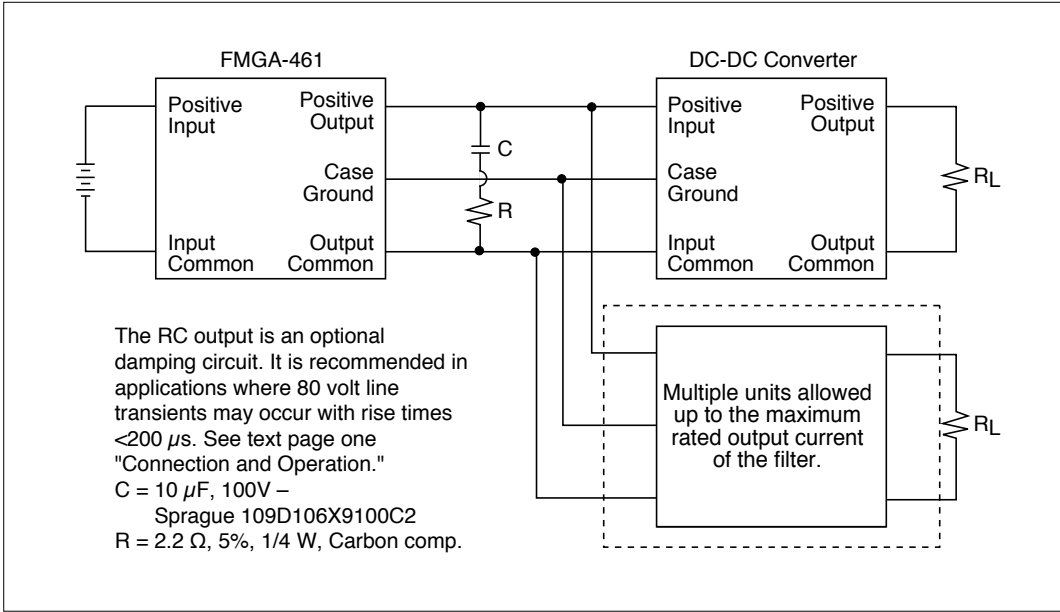 FMGA-461
DC-DC Converter
Positive
Input
Positive
Output
Case
Ground
Input
Common
Output
Common
C
R
Positive
Input
Positive
Output
Case
Ground
Input
Common
Output
Common
RL
The RC output is an optional
damping circuit. It is recommended in
applications where 80 volt line
transients may occur with rise times
<200 µs. See text page one
"Connection and Operation."
C = 10 µF, 100V –
Sprague 109D106X9100C2
R = 2.2 Ω, 5%, 1/4 W, Carbon comp.
Multiple units allowed
up to the maximum
rated output current
of the filter.
RL